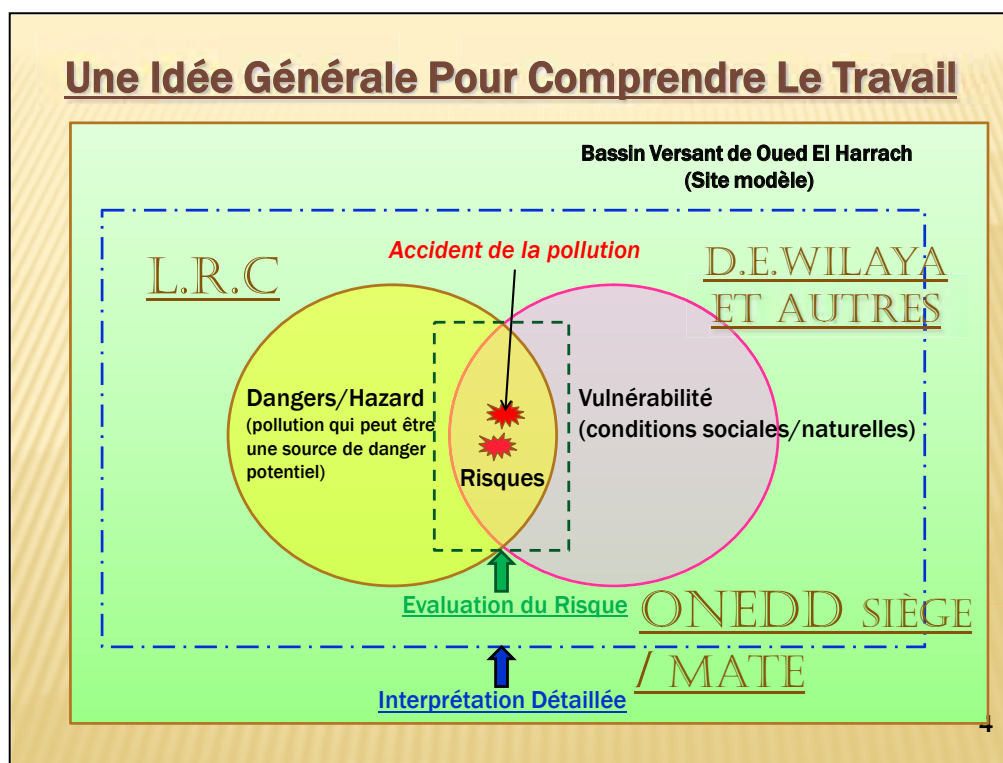 Une Idée Générale Pour Comprendre Le Travail
Bassin Versant de Oued El Harrach
(Site modèle)
Accident de la pollution
L.R.C
D.E.WILAYA
ET AUTRES
Dangers/Hazard
(pollution qui peut être
une source de danger
potentiel)
Vulnérabilité
(conditions sociales/naturelles)
Risques
Evaluation du Risque
ONEDD SIÈGE
/ MATE
Interprétation Détaillée
4